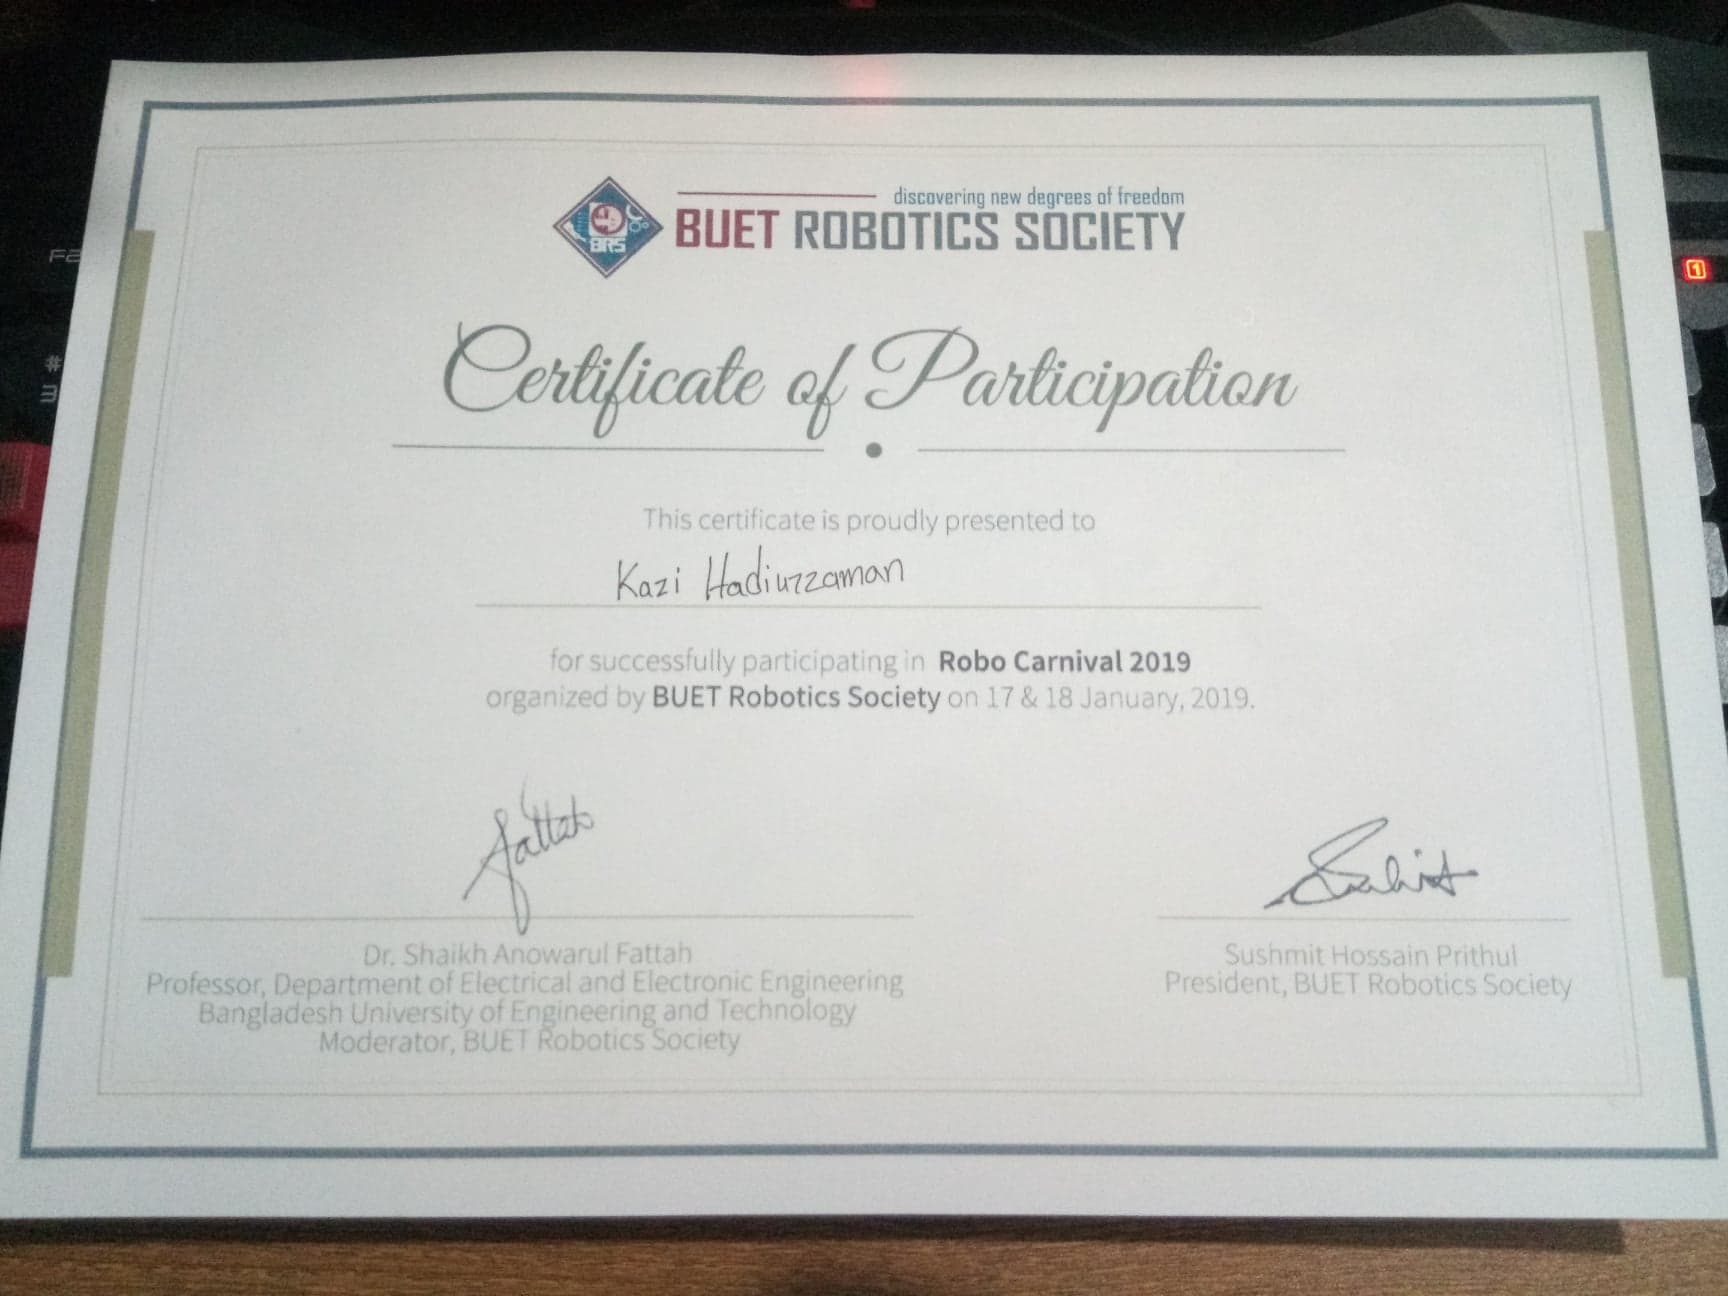 discovering new degrees of freedom
BUET ROBOTICS SOCIETY
BRS
Certificate of Participation
This certificate is proudly presented to
Kazi Hadiuzzaman
for successfully participating in Robo Carnival 2019
organized by BUET Robotics Society on 17 & 18 January, 2019.
Fattah
Dr. Shaikh Anowarul Fattah
Professor, Department of Electrical and Electronic Engineering
Bangladesh University of Engineering and Technology
Moderator, BUET Robotics Society
Sushmit Hossain Prithul
President, BUET Robotics Society
F2
#
3
1